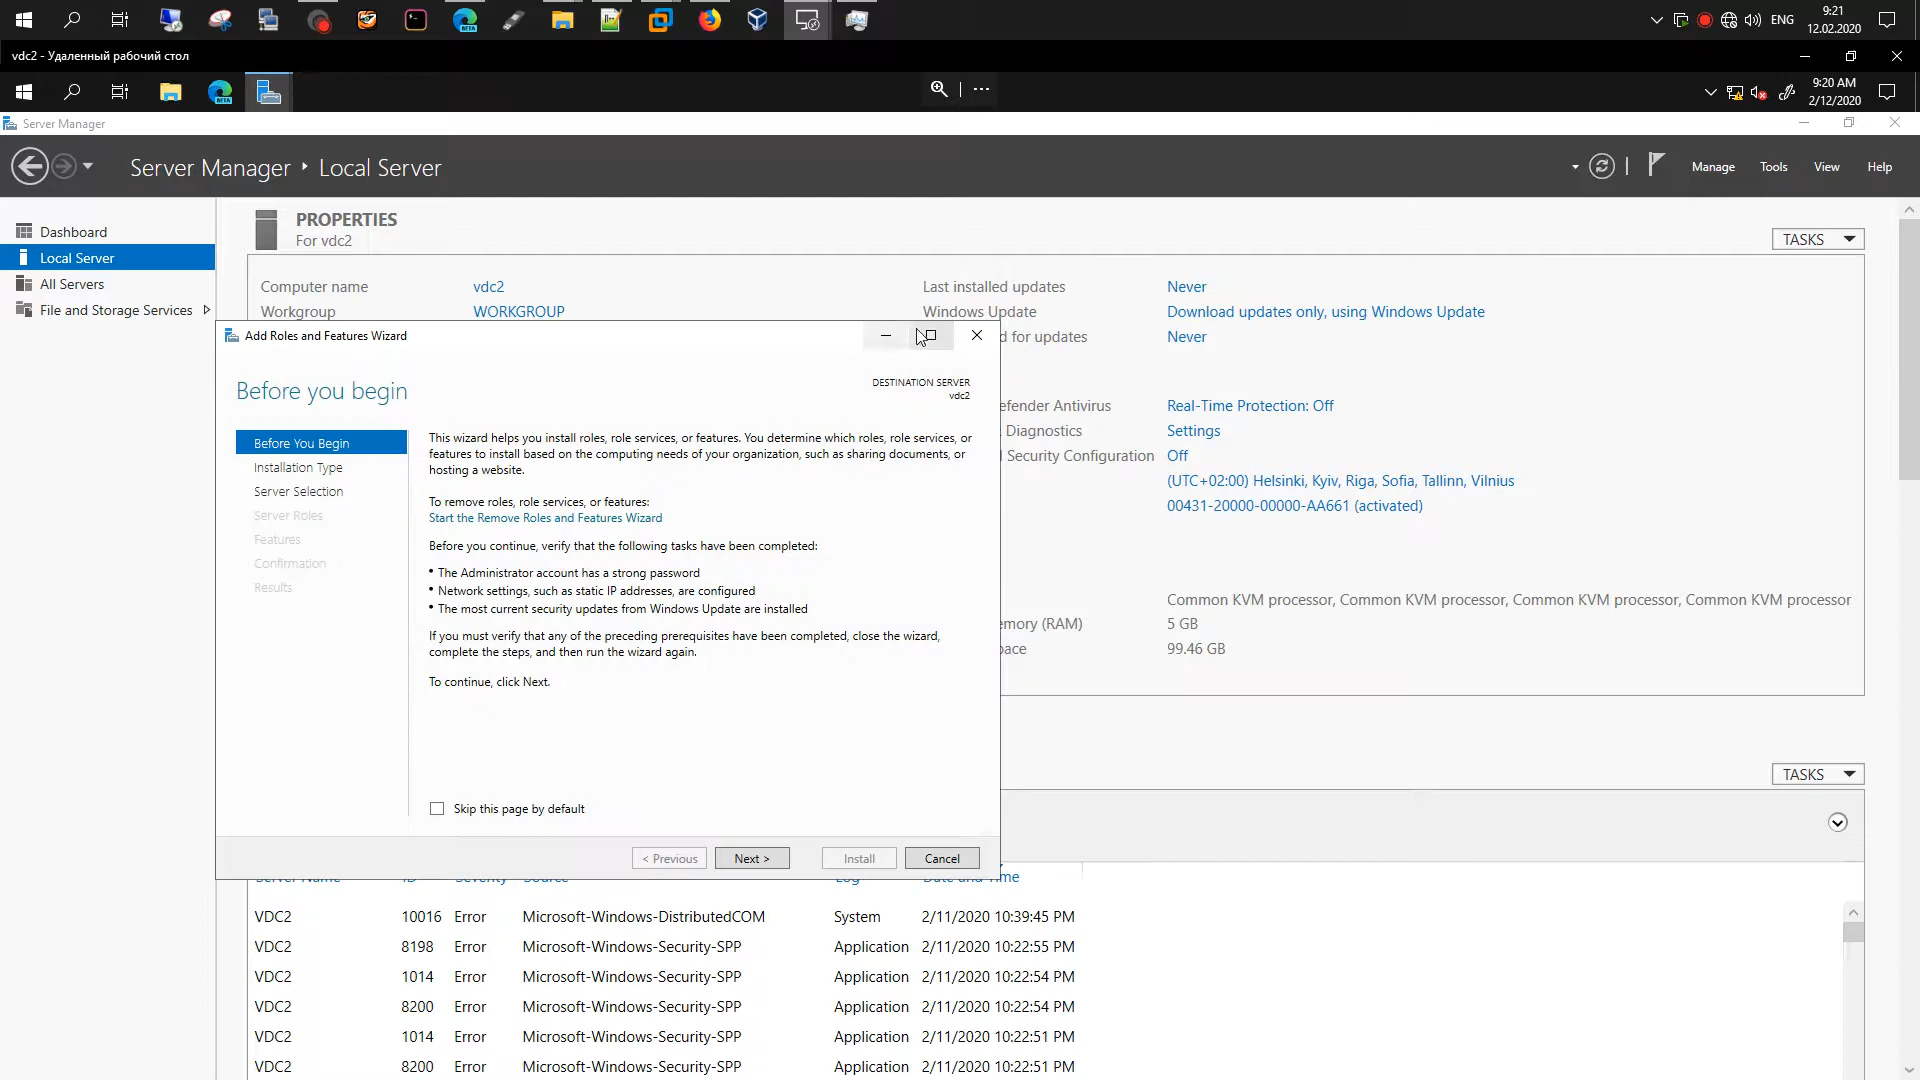 ENG
9:21
12.02.2020
vdc2 - Удаленный рабочий стол
9:20 AM
2/12/2020
Server Manager
Server Manager ‣ Local Server
Manage
Tools
View
Help
Dashboard
Local Server
All Servers
File and Storage Services
PROPERTIES
For vdc2
TASKS
Computer name
vdc2
Last installed updates
Never
Workgroup
WORKGROUP
Windows Update
Download updates only, using Windows Update
d for updates
Never
efender Antivirus
Real-Time Protection: Off
Diagnostics
Settings
l Security Configuration
Off
(UTC+02:00) Helsinki, Kyiv, Riga, Sofia, Tallinn, Vilnius
00431-20000-00000-AA661 (activated)
Common KVM processor, Common KVM processor, Common KVM processor, Common KVM processor
emory (RAM)
5 GB
pace
99.46 GB
Add Roles and Features Wizard
Before you begin
DESTINATION SERVER
vdc2
Before You Begin
Installation Type
Server Selection
Server Roles
Features
Confirmation
Results
This wizard helps you install roles, role services, or features. You determine which roles, role services, or
features to install based on the computing needs of your organization, such as sharing documents, or
hosting a website.
To remove roles, role services, or features:
Start the Remove Roles and Features Wizard
Before you continue, verify that the following tasks have been completed:
• The Administrator account has a strong password
• Network settings, such as static IP addresses, are configured
• The most current security updates from Windows Update are installed
If you must verify that any of the preceding prerequisites have been completed, close the wizard,
complete the steps, and then run the wizard again.
To continue, click Next.
Skip this page by default
< Previous
Next >
Install
Cancel
TASKS
Server Name
ID
Severity
Source
Log
Date and Time
VDC2 10016 Error Microsoft-Windows-DistributedCOM System 2/11/2020 10:39:45 PM
VDC2 8198 Error Microsoft-Windows-Security-SPP Application 2/11/2020 10:22:55 PM
VDC2 1014 Error Microsoft-Windows-Security-SPP Application 2/11/2020 10:22:54 PM
VDC2 8200 Error Microsoft-Windows-Security-SPP Application 2/11/2020 10:22:54 PM
VDC2 1014 Error Microsoft-Windows-Security-SPP Application 2/11/2020 10:22:51 PM
VDC2 8200 Error Microsoft-Windows-Security-SPP Application 2/11/2020 10:22:51 PM